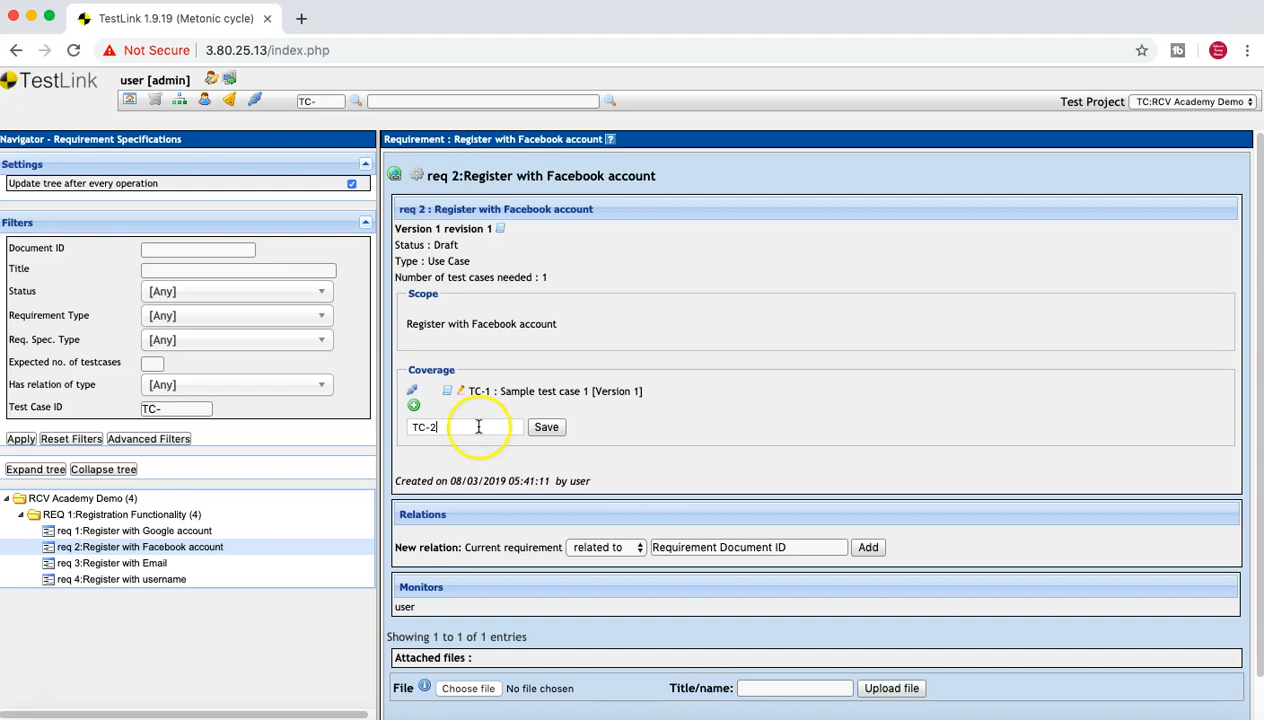 TestLink 1.9.19 (Metonic cycle)
Not Secure 3.80.25.13/index.php
TestLink
user [admin]
TC-
Test Project TC:RCV Academy Demo
Navigator - Requirement Specifications
Settings
Update tree after every operation
Filters
Document ID
Title
Status [Any]
Requirement Type [Any]
Req. Spec. Type [Any]
Expected no. of testcases
Has relation of type [Any]
Test Case ID TC-
Apply Reset Filters Advanced Filters
Expand tree Collapse tree
RCV Academy Demo (4)
REQ 1:Registration Functionality (4)
req 1:Register with Google account
req 2:Register with Facebook account
req 3:Register with Email
req 4:Register with username
Requirement : Register with Facebook account ?
req 2:Register with Facebook account
req 2 : Register with Facebook account
Version 1 revision 1
Status : Draft
Type : Use Case
Number of test cases needed : 1
Scope
Register with Facebook account
Coverage
TC-1 : Sample test case 1 [Version 1]
TC-2 Save
Created on 08/03/2019 05:41:11 by user
Relations
New relation: Current requirement related to Requirement Document ID Add
Monitors
user
Showing 1 to 1 of 1 entries
Attached files :
File Choose file No file chosen Title/name: Upload file